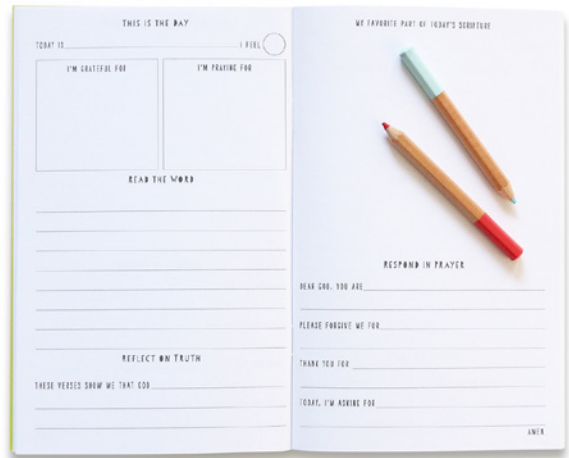 THIS IS THE DAY
TODAY IS
I FEEL
I'M GRATEFUL FOR
I'M PRAYING FOR
READ THE WORD
REFLECT ON TRUTH
THESE VERSES SHOW ME THAT GOD
MY FAVORITE PART OF TODAY'S SCRIPTURE
RESPOND IN PRAYER
DEAR GOD, YOU ARE
PLEASE FORGIVE ME FOR
THANK YOU FOR
TODAY, I'M ASKING FOR
AMEN